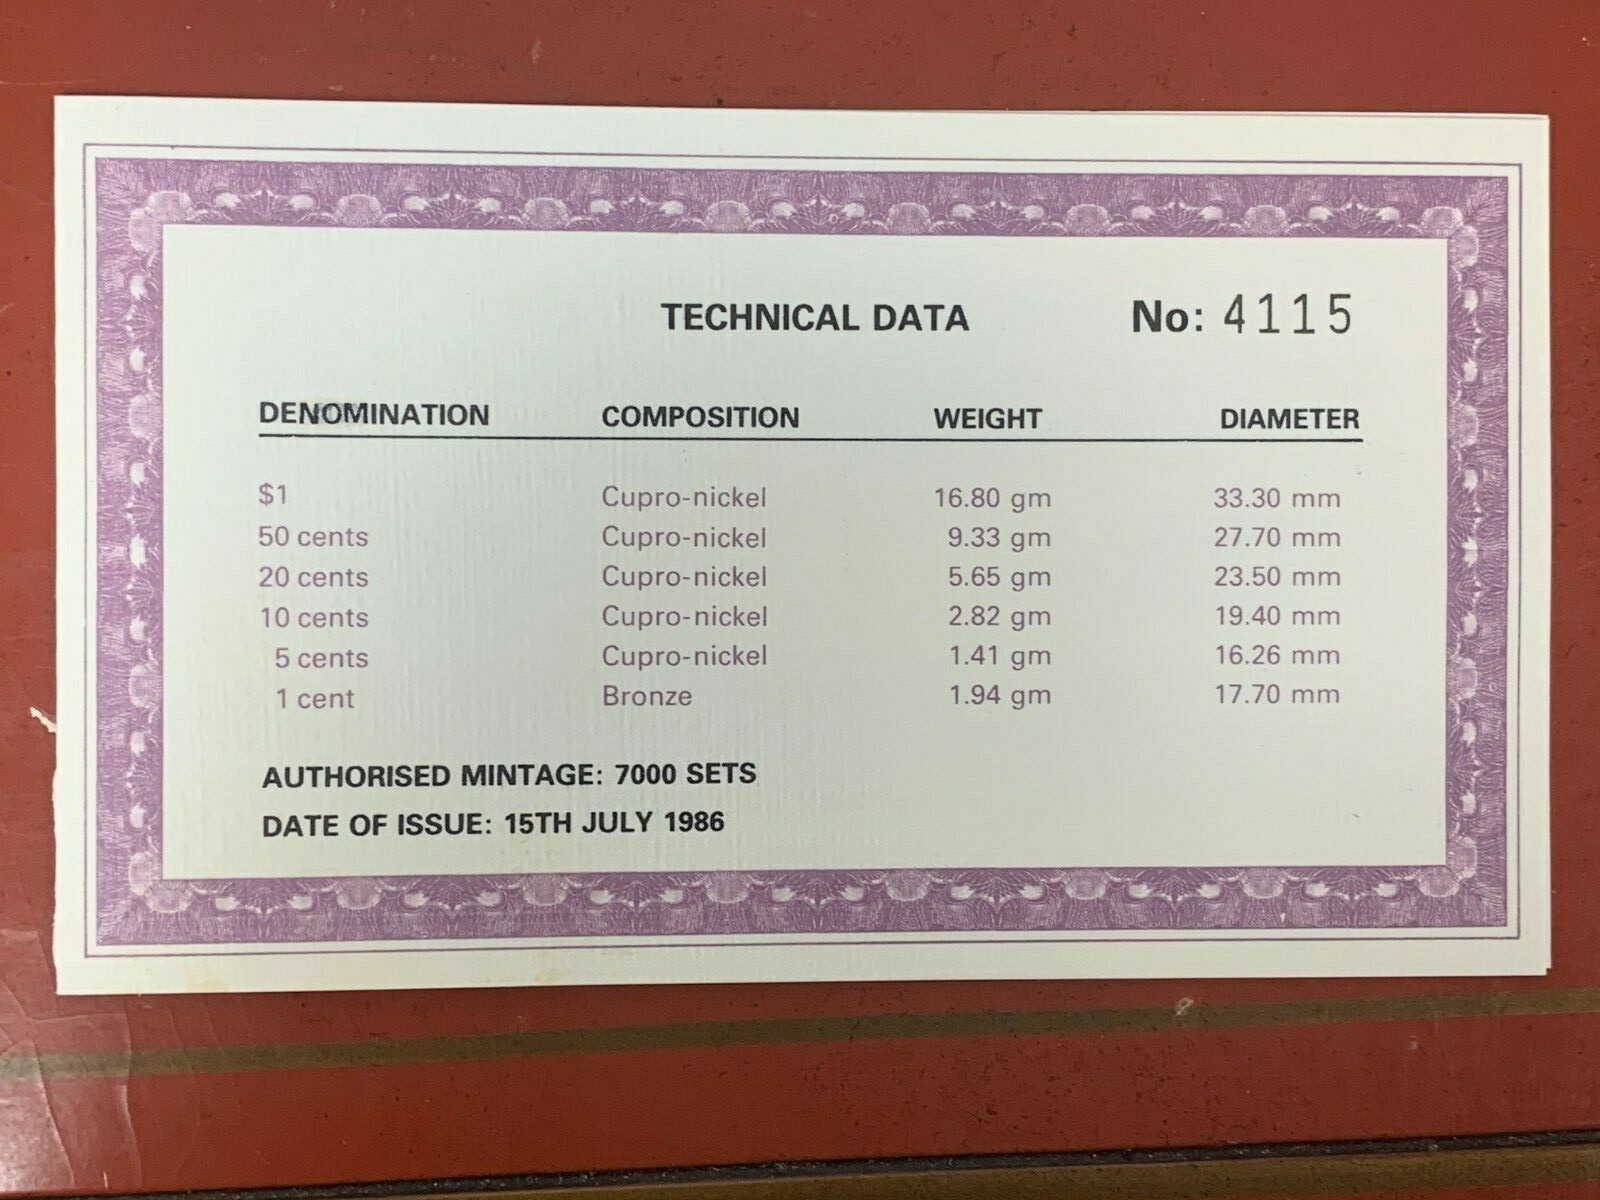 TECHNICAL DATA No: 4115
DENOMINATION COMPOSITION WEIGHT DIAMETER
$1 Cupro-nickel 16.80 gm 33.30 mm
50 cents Cupro-nickel 9.33 gm 27.70 mm
20 cents Cupro-nickel 5.65 gm 23.50 mm
10 cents Cupro-nickel 2.82 gm 19.40 mm
5 cents Cupro-nickel 1.41 gm 16.26 mm
1 cent Bronze 1.94 gm 17.70 mm
AUTHORISED MINTAGE: 7000 SETS
DATE OF ISSUE: 15TH JULY 1986